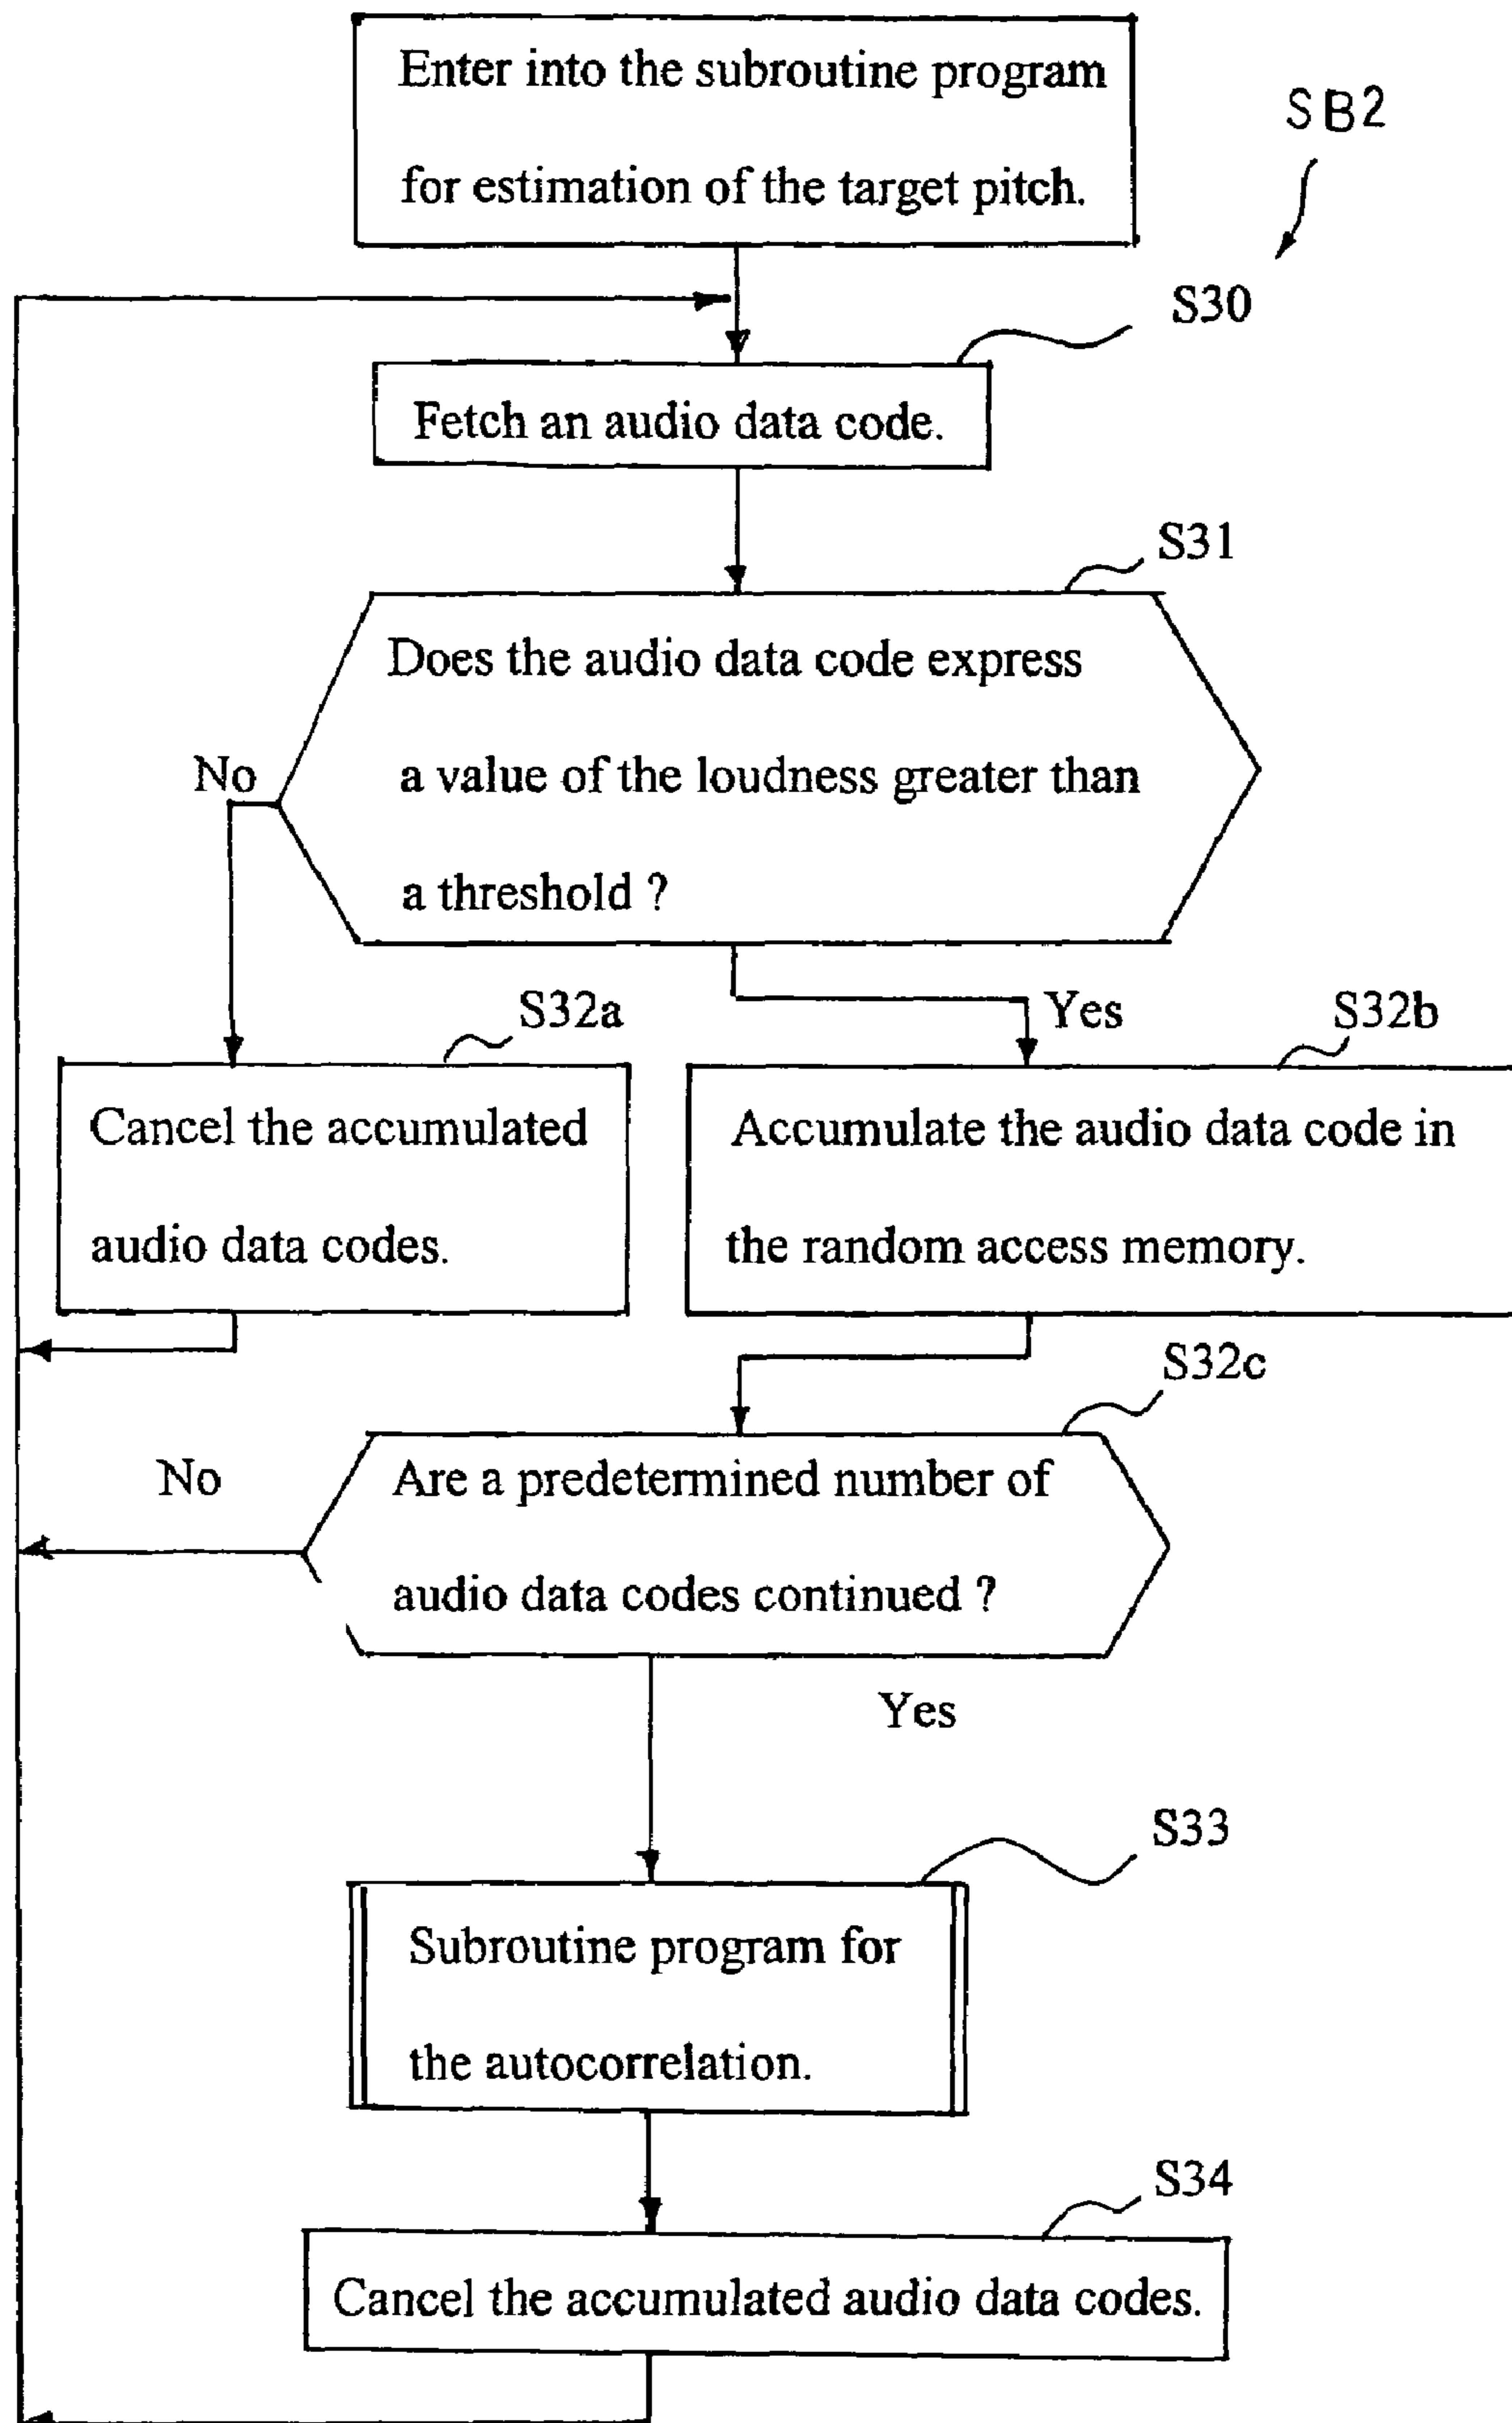 Enter into the subroutine program
for estimation of the target pitch.
SB2
S30
Fetch an audio data code.
S31
Does the audio data code express
a value of the loudness greater than
a threshold ?
No
Yes
S32a
S32b
Cancel the accumulated
audio data codes.
Accumulate the audio data code in
the random access memory.
S32c
No
Are a predetermined number of
audio data codes continued ?
Yes
S33
Subroutine program for
the autocorrelation.
S34
Cancel the accumulated audio data codes.